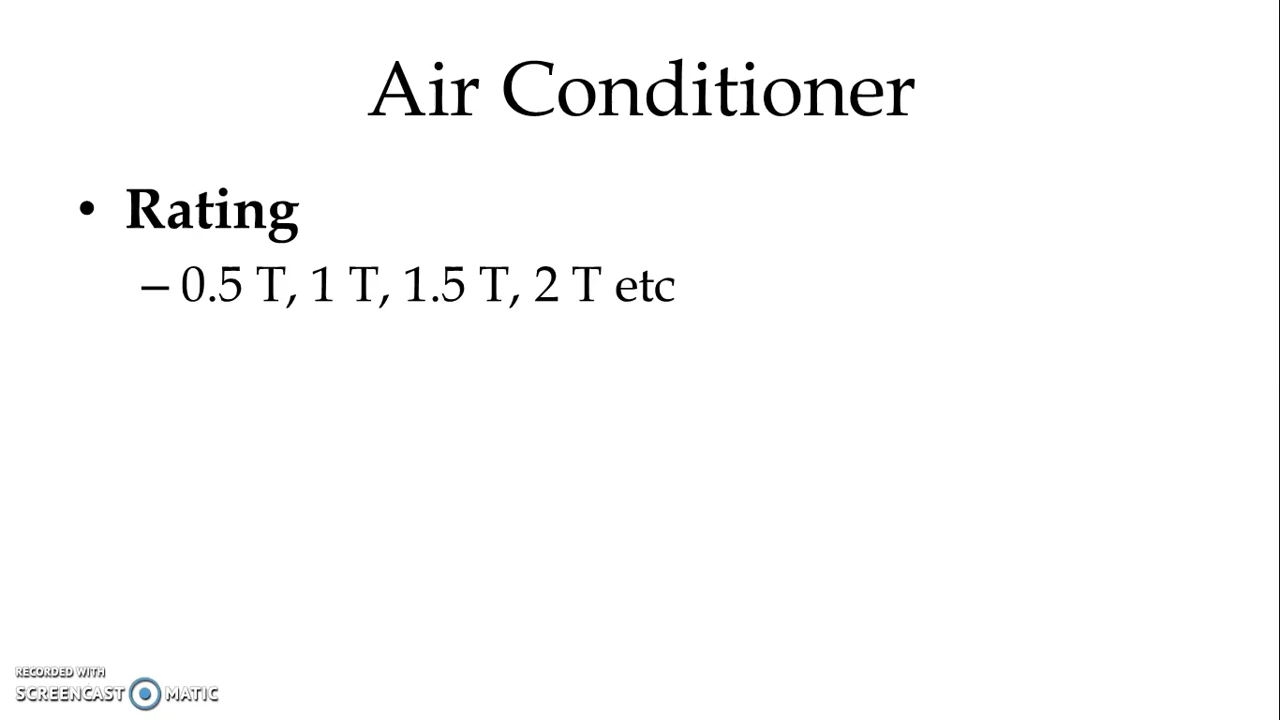 Air Conditioner
• Rating
– 0.5 T, 1 T, 1.5 T, 2 T etc
RECORDED WITH
SCREENCAST MATIC